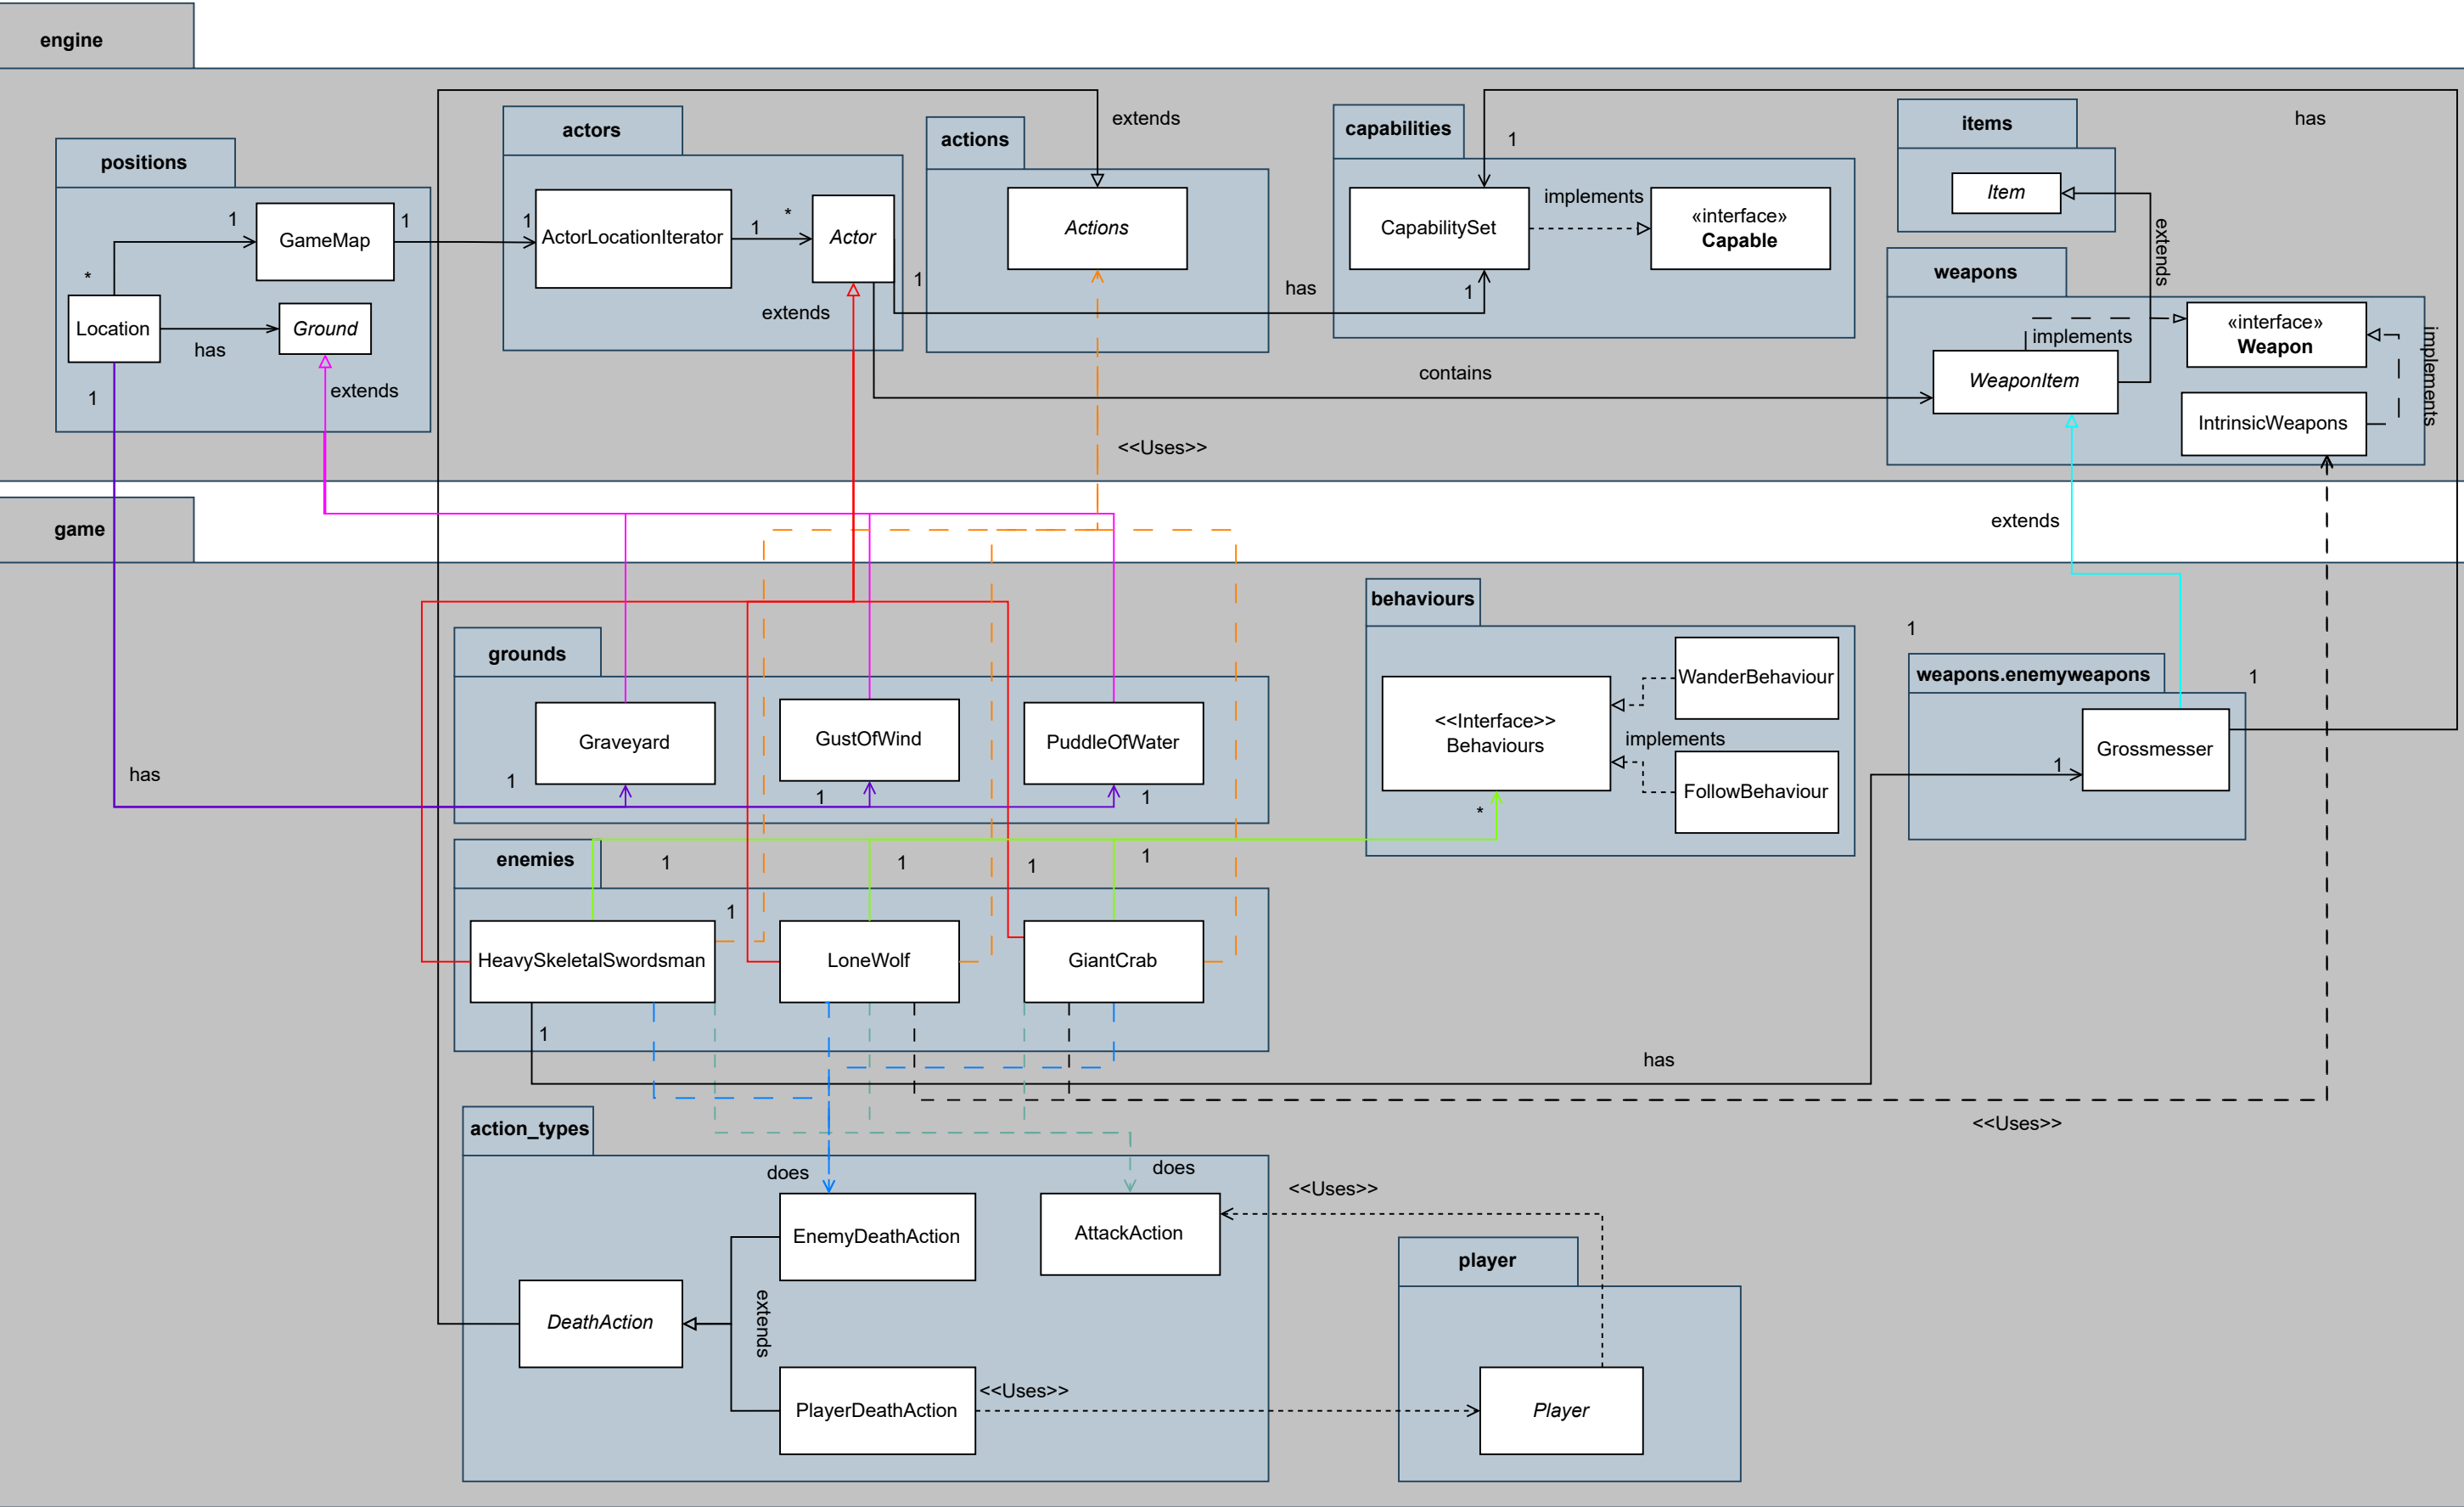 engine
extends
has
actors
actions
capabilities
items
1
positions
Item
implements
«interface»
Capable
CapabilitySet
Actions
1
1
1
1
*
GameMap
ActorLocationIterator
Actor
extends
*
1
has
1
weapons
extends
Location
Ground
has
1
extends
«interface»
Weapon
implements
implements
WeaponItem
IntrinsicWeapons
contains
extends
<<Uses>>
game
extends
behaviours
1
grounds
weapons.enemyweapons
1
WanderBehaviour
<<Interface>>
Behaviours
implements
FollowBehaviour
Graveyard
GustOfWind
PuddleOfWater
Grossmesser
1
has
1
1
1
*
enemies
1
1
1
1
1
HeavySkeletalSwordsman
LoneWolf
GiantCrab
1
has
<<Uses>>
action_types
does
does
<<Uses>>
EnemyDeathAction
AttackAction
player
DeathAction
extends
PlayerDeathAction
<<Uses>>
Player